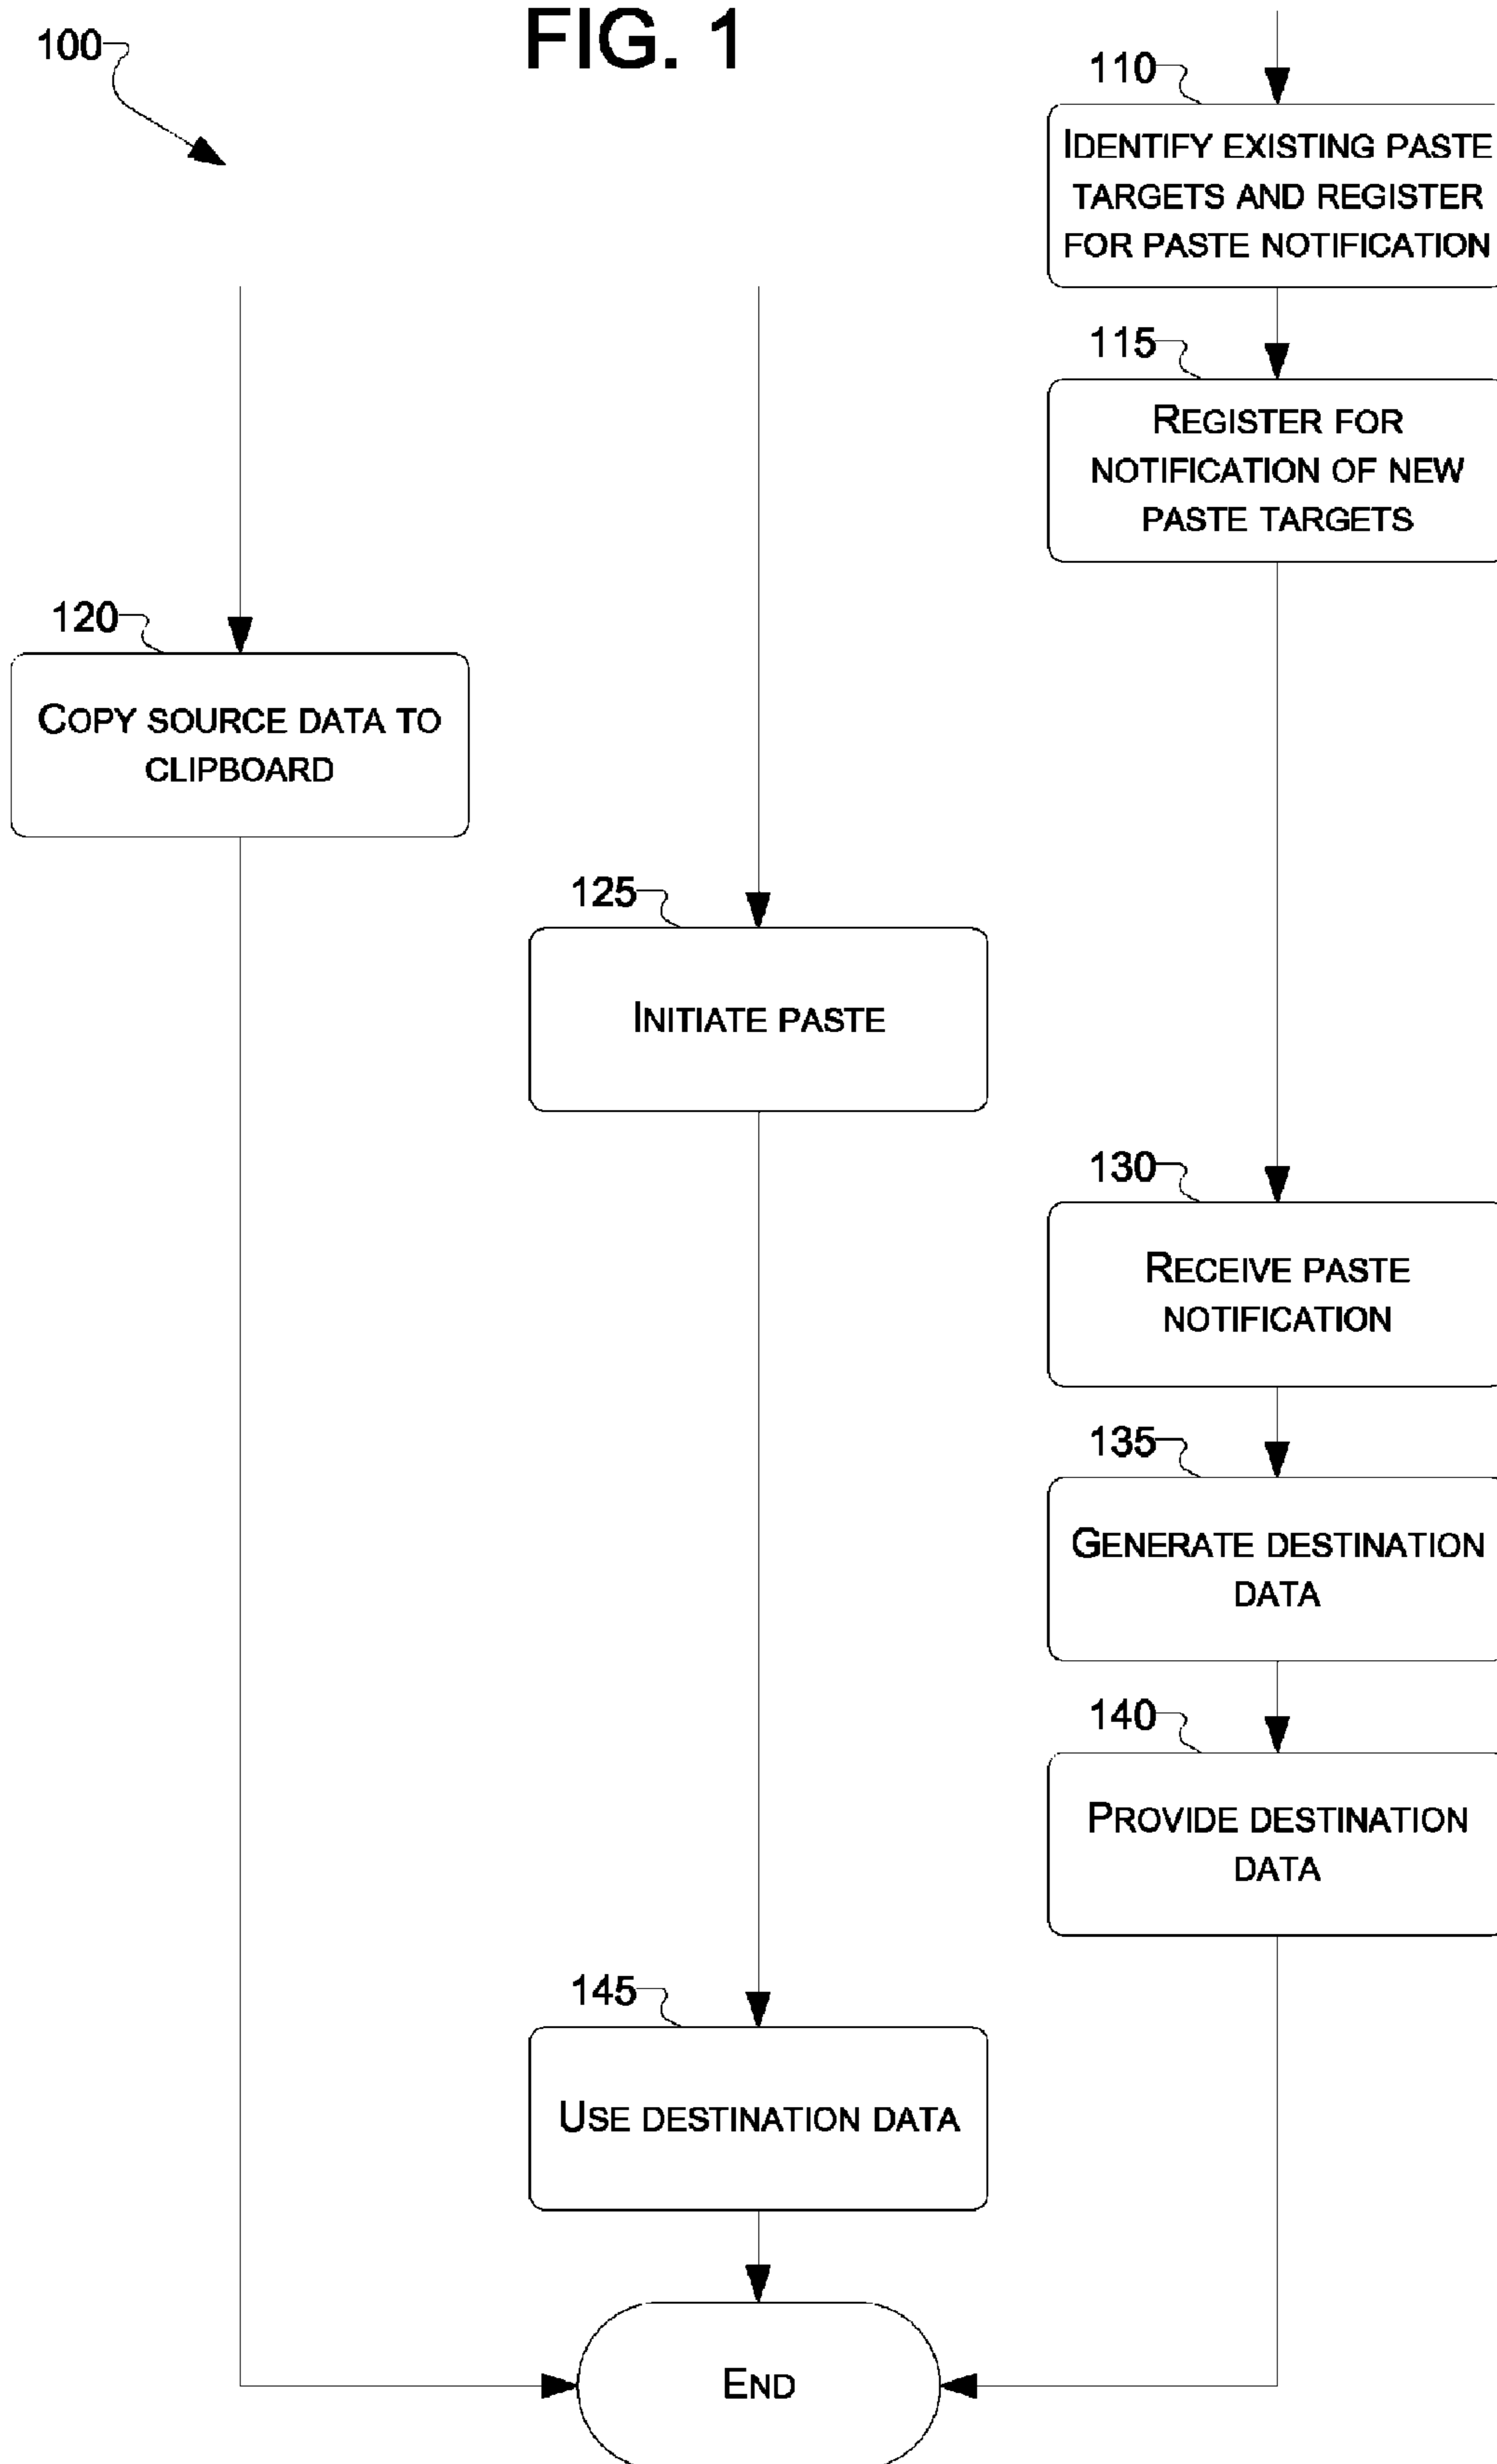 FIG. 1
100
110
IDENTIFY EXISTING PASTE
TARGETS AND REGISTER
FOR PASTE NOTIFICATION
115
REGISTER FOR
NOTIFICATION OF NEW
PASTE TARGETS
120
COPY SOURCE DATA TO
CLIPBOARD
125
INITIATE PASTE
130
RECEIVE PASTE
NOTIFICATION
135
GENERATE DESTINATION
DATA
140
PROVIDE DESTINATION
DATA
145
USE DESTINATION DATA
END